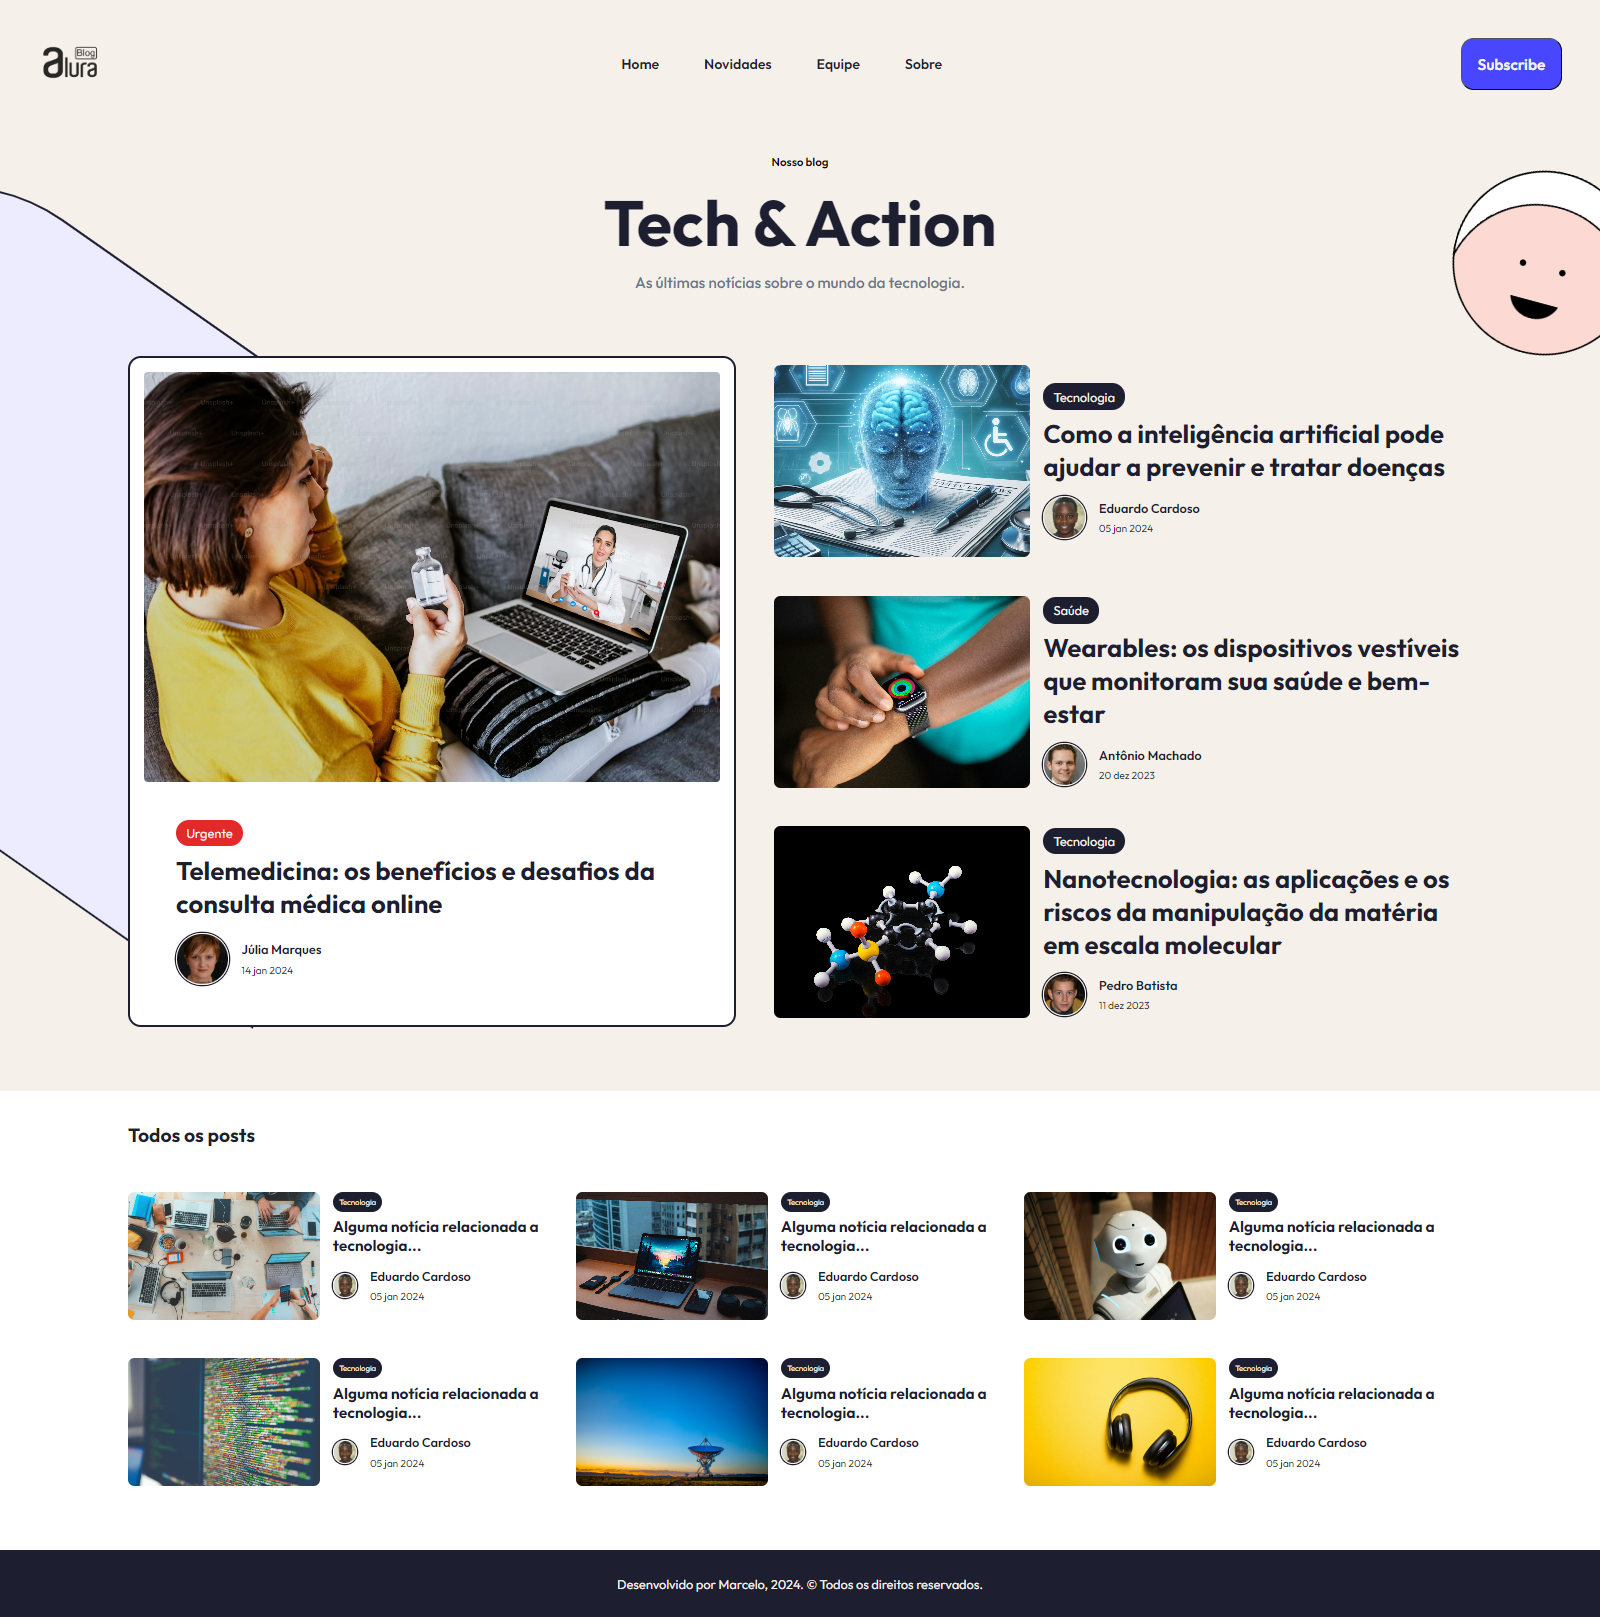 alura
Blog
Home
Novidades
Equipe
Sobre
Subscribe
Nosso blog
Tech & Action
As últimas notícias sobre o mundo da tecnologia.
Urgente
Telemedicina: os benefícios e desafios da
consulta médica online
Júlia Marques
14 jan 2024
Tecnologia
Como a inteligência artificial pode
ajudar a prevenir e tratar doenças
Eduardo Cardoso
05 jan 2024
Saúde
Wearables: os dispositivos vestíveis
que monitoram sua saúde e bem-
estar
Antônio Machado
20 dez 2023
Tecnologia
Nanotecnologia: as aplicações e os
riscos da manipulação da matéria
em escala molecular
Pedro Batista
11 dez 2023
Todos os posts
Tecnologia
Alguma notícia relacionada a
tecnologia...
Eduardo Cardoso
05 jan 2024
Tecnologia
Alguma notícia relacionada a
tecnologia...
Eduardo Cardoso
05 jan 2024
Tecnologia
Alguma notícia relacionada a
tecnologia...
Eduardo Cardoso
05 jan 2024
Tecnologia
Alguma notícia relacionada a
tecnologia...
Eduardo Cardoso
05 jan 2024
Tecnologia
Alguma notícia relacionada a
tecnologia...
Eduardo Cardoso
05 jan 2024
Tecnologia
Alguma notícia relacionada a
tecnologia...
Eduardo Cardoso
05 jan 2024
Desenvolvido por Marcelo, 2024. © Todos os direitos reservados.